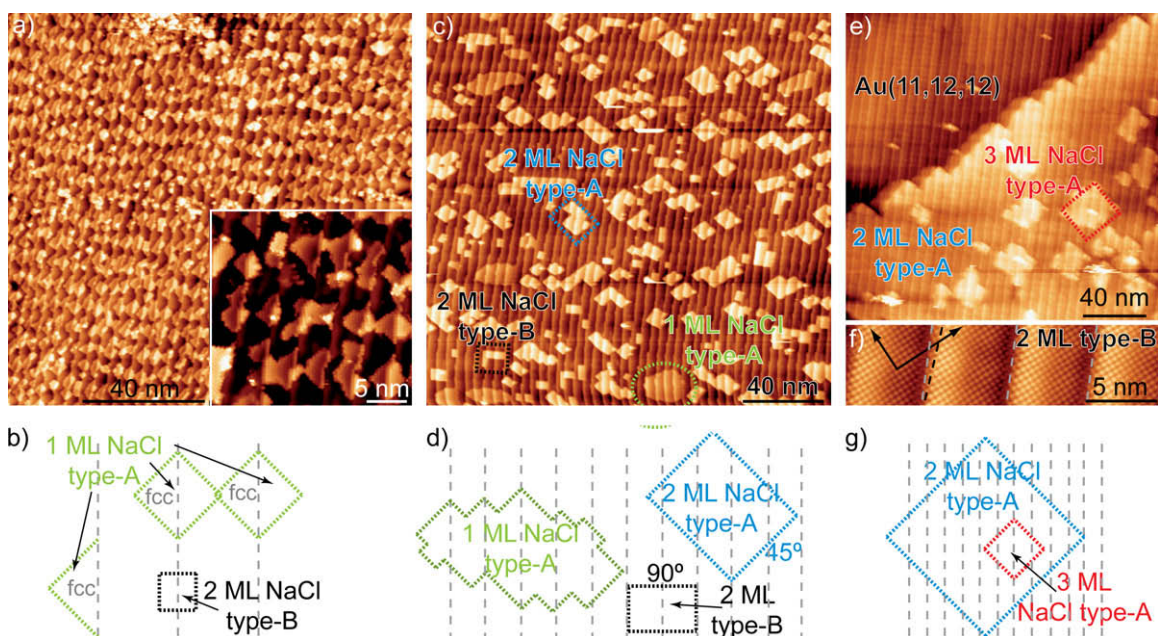 a)
40 nm
5 nm
c)
2 ML NaCl
type-A
2 ML NaCl
type-B
1 ML NaCl
type-A
40 nm
e)
Au(11,12,12)
3 ML NaCl
type-A
2 ML NaCl
type-A
40 nm
f)
2 ML type-B
5 nm
b)
1 ML NaCl
type-A
fcc
fcc
fcc
2 ML NaCl
type-B
d)
1 ML NaCl
type-A
2 ML NaCl
type-A
45º
90º
2 ML
type-B
g)
2 ML NaCl
type-A
3 ML
NaCl type-A